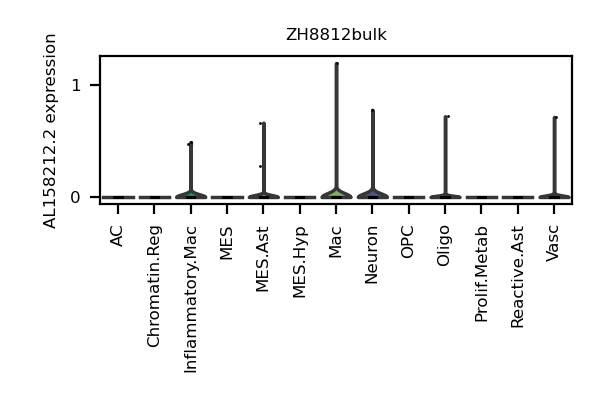 ZH8812bulk
AL158212.2 expression
1
0
AC
Chromatin.Reg
Inflammatory.Mac
MES
MES.Ast
MES.Hyp
Mac
Neuron
OPC
Oligo
Prolif.Metab
Reactive.Ast
Vasc